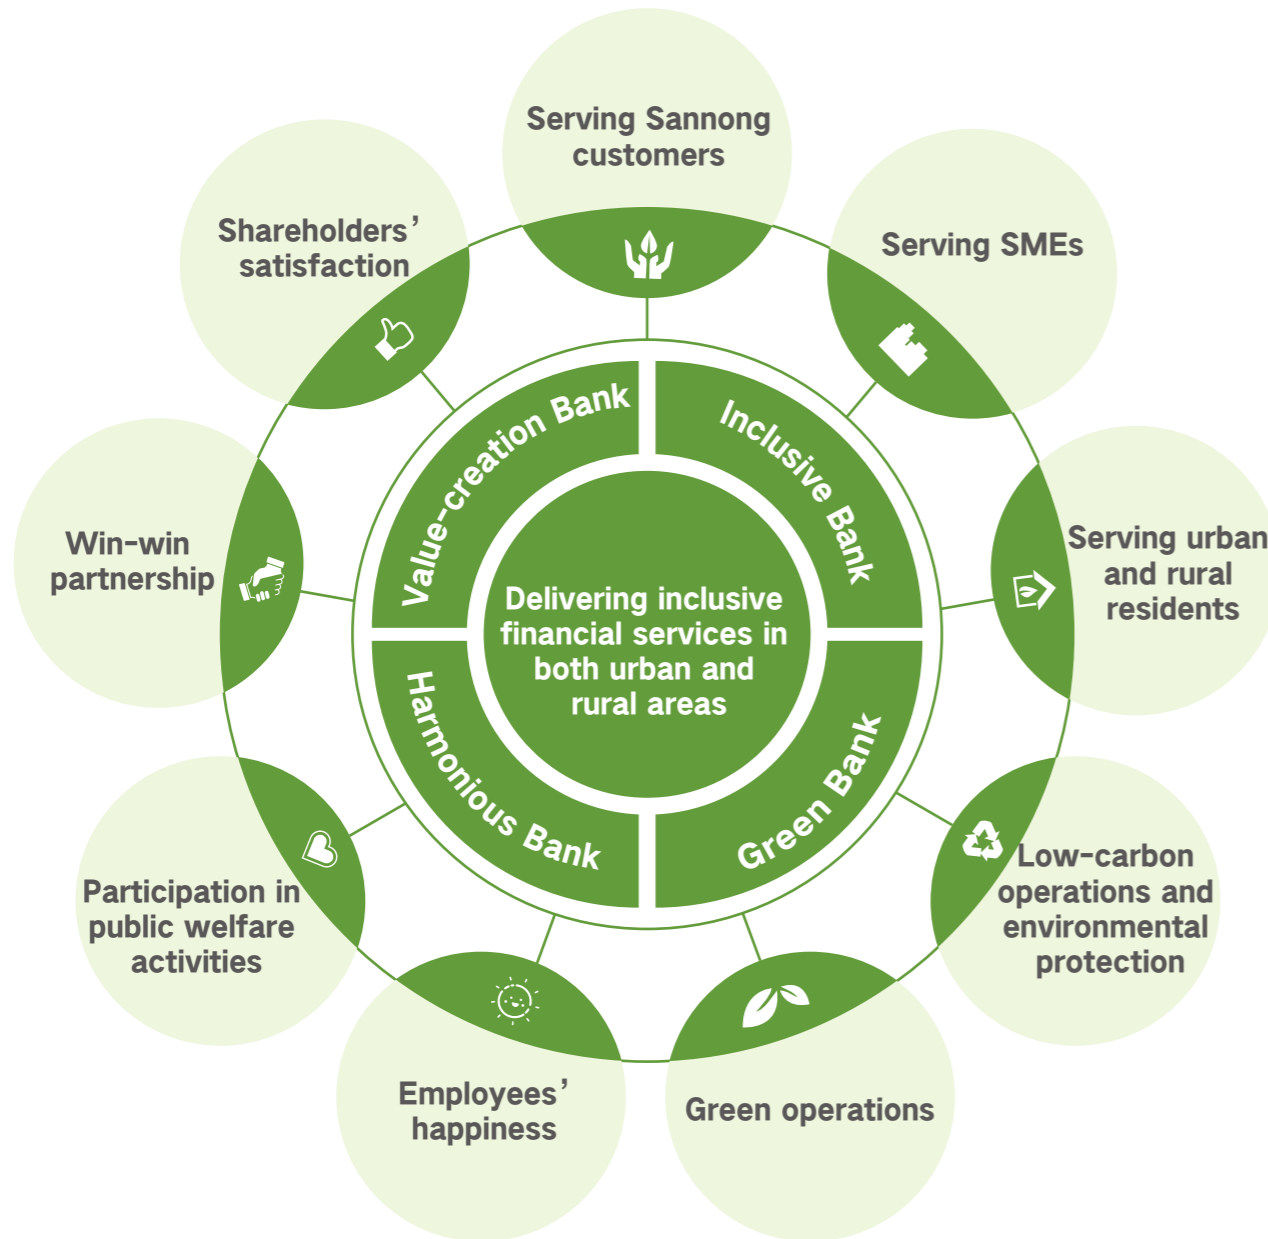 Serving Sannong
customers
Shareholders’
satisfaction
Serving SMEs
Value-creation Bank
Inclusive Bank
Win-win
partnership
Serving urban
and rural
residents
Delivering inclusive
financial services in
both urban and
rural areas
Harmonious Bank
Green Bank
Participation in
public welfare
activities
Low-carbon
operations and
environmental
protection
Employees’
happiness
Green operations